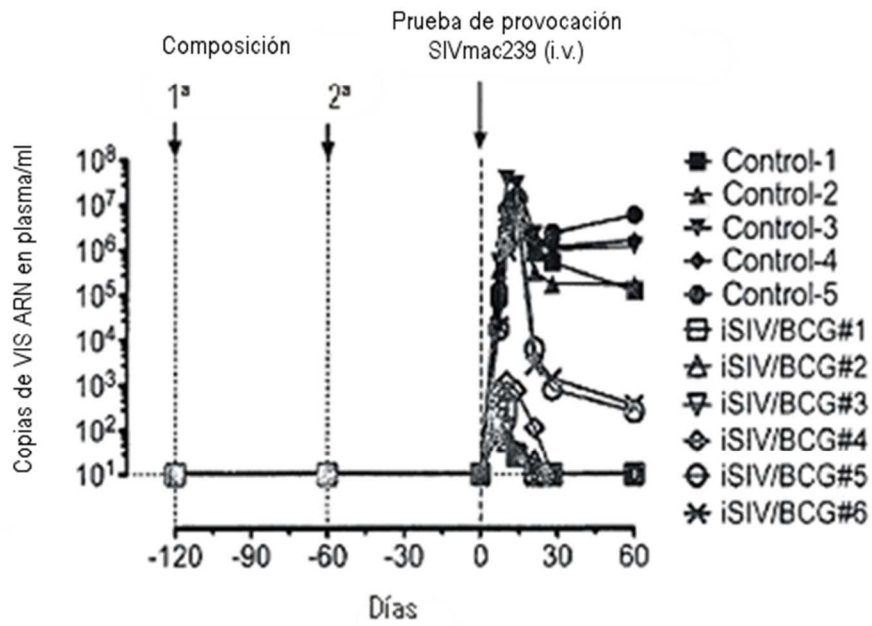 Composición
Prueba de provocación
SIVmac239 (i.v.)
1ª
2ª
Copias de VIS ARN en plasma/ml
10⁸
10⁷
10⁶
10⁵
10⁴
10³
10²
10¹
-120
-90
-60
-30
0
30
60
Días
Control-1
Control-2
Control-3
Control-4
Control-5
iSIV/BCG#1
iSIV/BCG#2
iSIV/BCG#3
iSIV/BCG#4
iSIV/BCG#5
iSIV/BCG#6